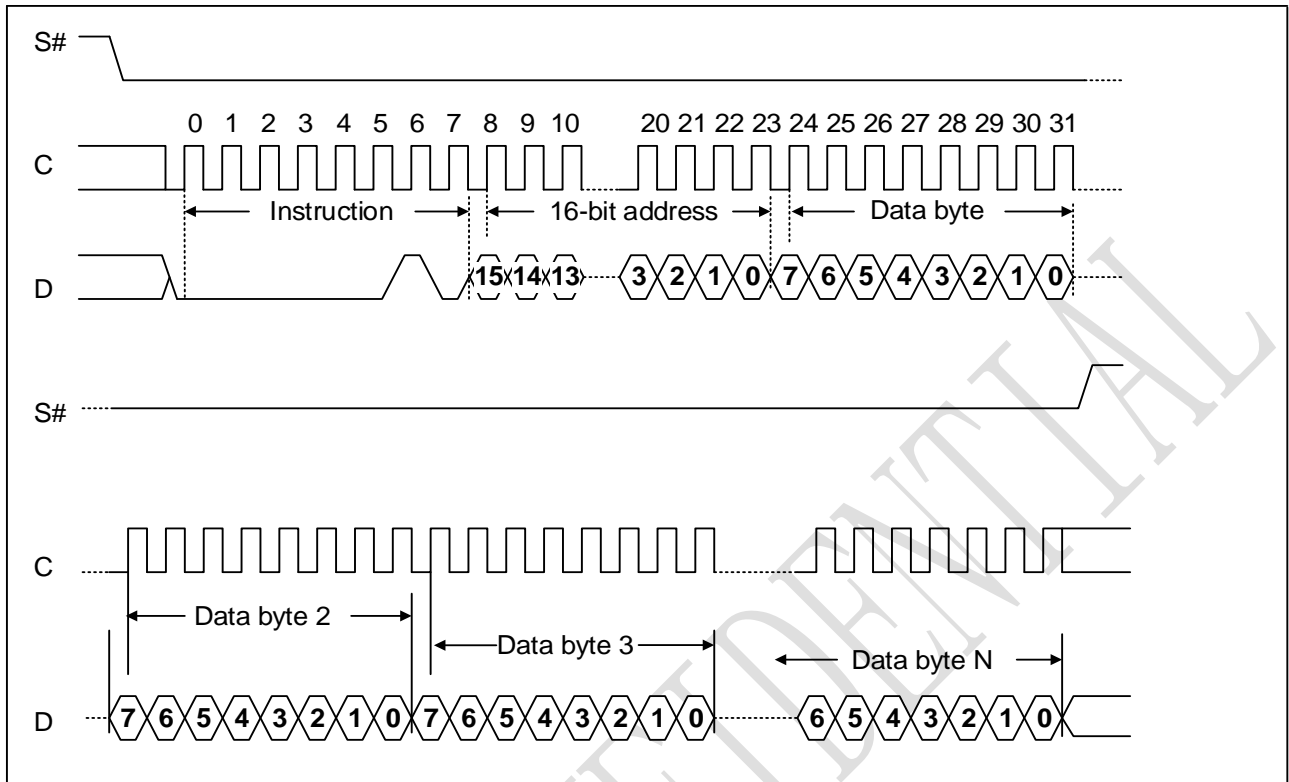 S#
0 1 2 3 4 5 6 7 8 9 10 20 21 22 23 24 25 26 27 28 29 30 31
C
Instruction 16-bit address Data byte
D 15 14 13 3 2 1 0 7 6 5 4 3 2 1 0
S#
C
Data byte 2 Data byte 3 Data byte N
D 7 6 5 4 3 2 1 0 7 6 5 4 3 2 1 0 6 5 4 3 2 1 0
DENTIAL